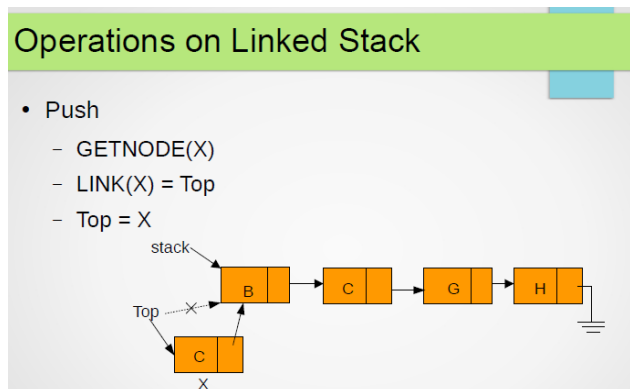 Operations on Linked Stack
• Push
– GETNODE(X)
– LINK(X) = Top
– Top = X
stack
B C G H
Top
C
X